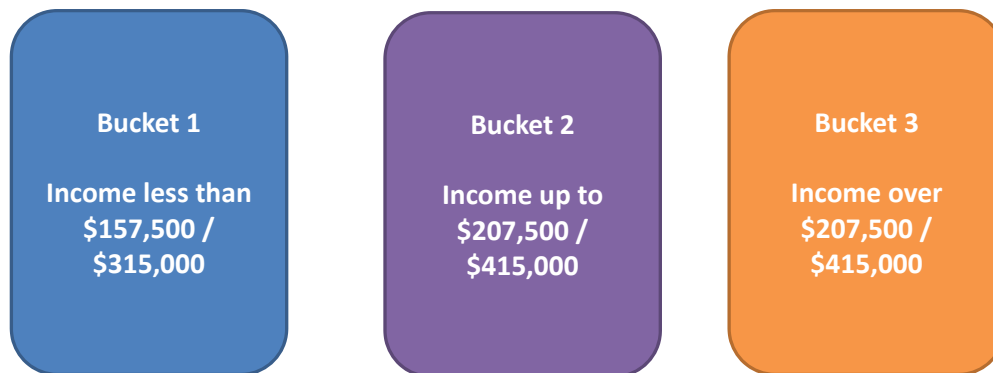 Bucket 1
Income less than
$157,500 /
$315,000
Bucket 2
Income up to
$207,500 /
$415,000
Bucket 3
Income over
$207,500 /
$415,000